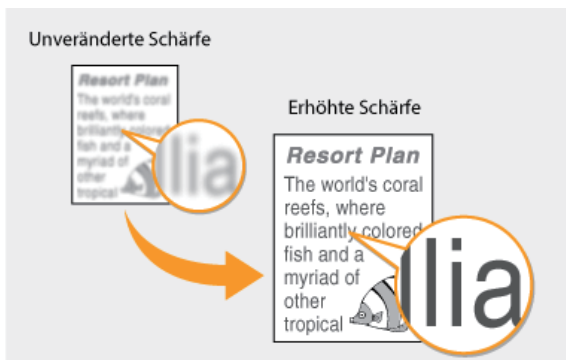 Unveränderte Schärfe
Resort Plan
The world's coral
reefs, where
brilliantly colored
fish and a
myriad of
other
tropical
lia
Erhöhte Schärfe
Resort Plan
The world's coral
reefs, where
brilliantly colored
fish and a
myriad of
other
tropical
llia